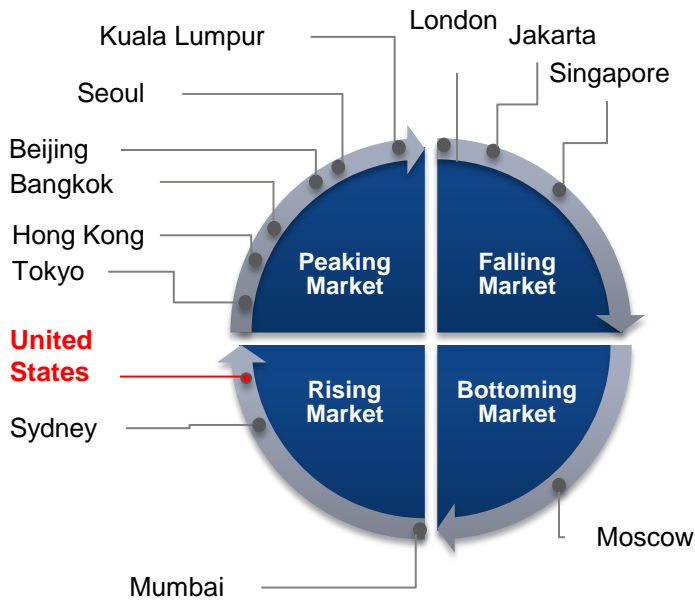 London
Jakarta
Kuala Lumpur
Singapore
Seoul
Beijing
Bangkok
Hong Kong
Tokyo
Peaking
Market
Falling
Market
United
States
Rising
Market
Bottoming
Market
Sydney
Moscow
Mumbai